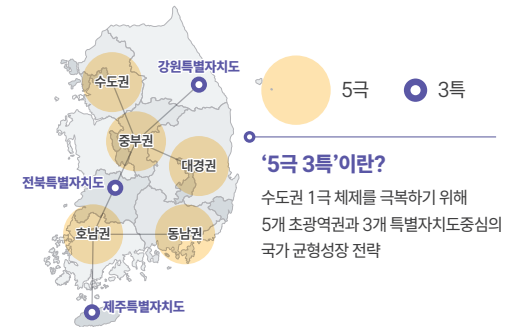 수도권
강원특별자치도
중부권
대경권
전북특별자치도
호남권
동남권
제주특별자치도
5극
3특
‘5극 3특’이란?
수도권 1극 체제를 극복하기 위해
5개 초광역권과 3개 특별자치도중심의
국가 균형성장 전략